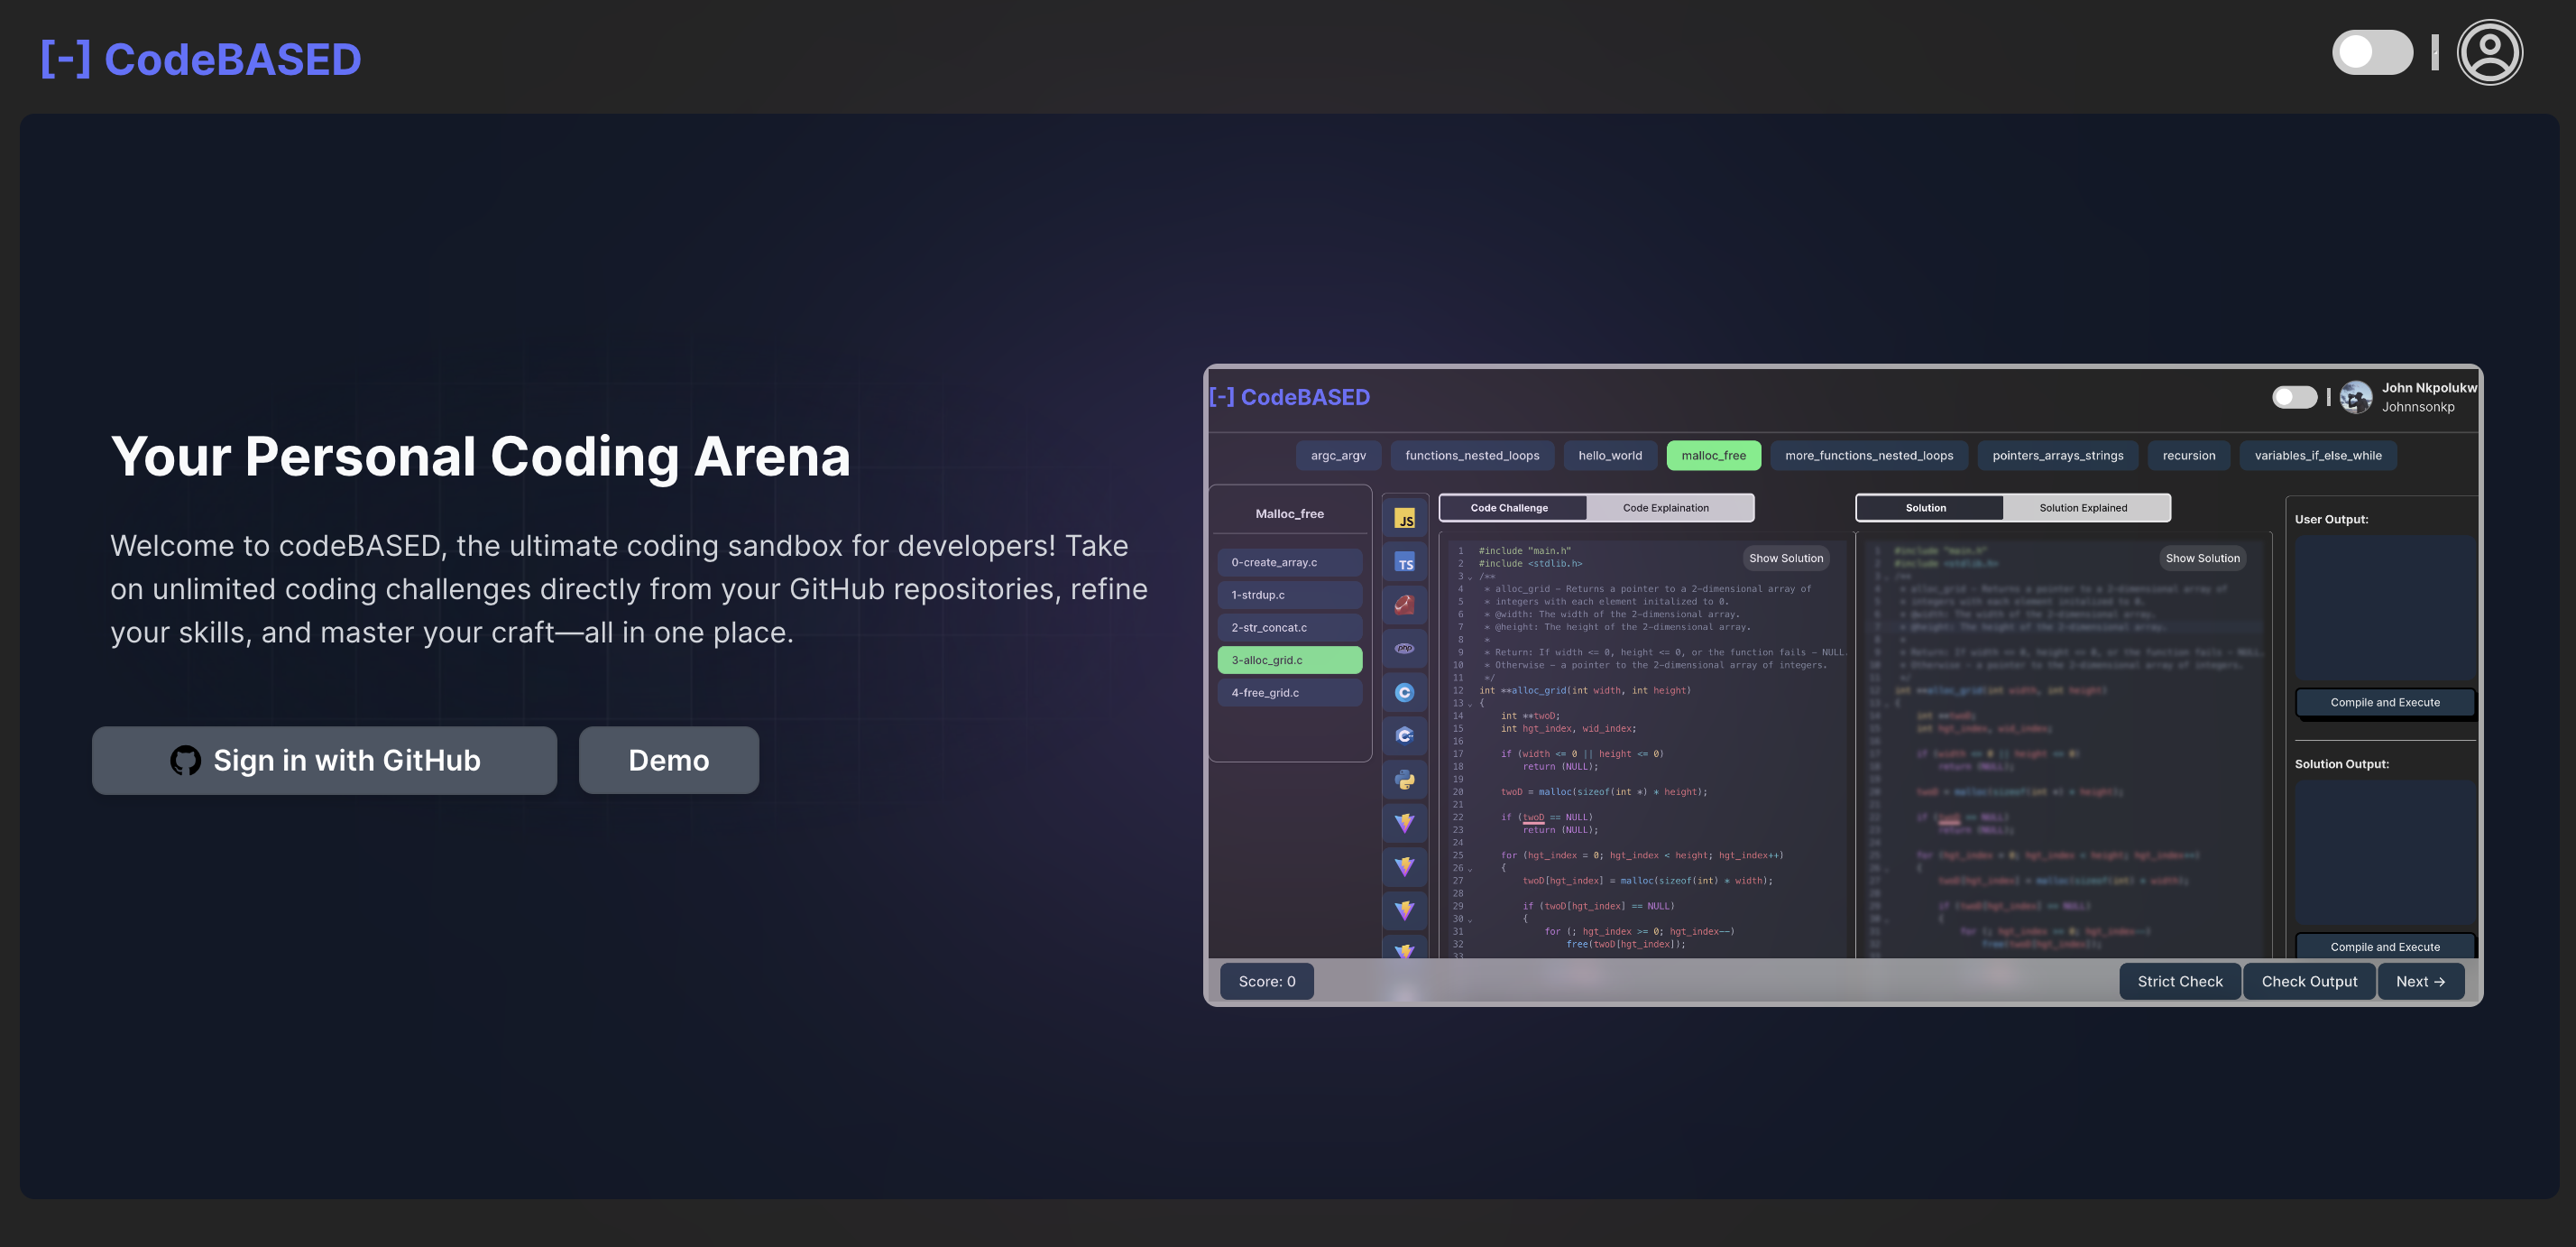 [-] CodeBASED
Your Personal Coding Arena
Welcome to codeBASED, the ultimate coding sandbox for developers! Take
on unlimited coding challenges directly from your GitHub repositories, refine
your skills, and master your craft—all in one place.
Sign in with GitHub
Demo
[-] CodeBASED
John Nkpolukw
Johnnsonkp
argc_argv
functions_nested_loops
hello_world
malloc_free
more_functions_nested_loops
pointers_arrays_strings
recursion
variables_if_else_while
Malloc_free
0-create_array.c
1-strdup.c
2-str_concat.c
3-alloc_grid.c
4-free_grid.c
JS
TS
php
C
C
Code Challenge
Code Explaination
Show Solution
1 #include "main.h"
2 #include <stdlib.h>
3 /**
4 * alloc_grid - Returns a pointer to a 2-dimensional array of
5 * integers with each element initalized to 0.
6 * @width: The width of the 2-dimensional array.
7 * @height: The height of the 2-dimensional array.
8 *
9 * Return: If width <= 0, height <= 0, or the function fails - NULL.
10 * Otherwise - a pointer to the 2-dimensional array of integers.
11 */
12 int **alloc_grid(int width, int height)
13 {
14 int **twoD;
15 int hgt_index, wid_index;
16
17 if (width <= 0 || height <= 0)
18 return (NULL);
19
20 twoD = malloc(sizeof(int *) * height);
21
22 if (twoD == NULL)
23 return (NULL);
24
25 for (hgt_index = 0; hgt_index < height; hgt_index++)
26 {
27 twoD[hgt_index] = malloc(sizeof(int) * width);
28
29 if (twoD[hgt_index] == NULL)
30 {
31 for (; hgt_index >= 0; hgt_index--)
32 free(twoD[hgt_index]);
33
Solution
Solution Explained
Show Solution
User Output:
Compile and Execute
Solution Output:
Compile and Execute
Score: 0
Strict Check
Check Output
Next →